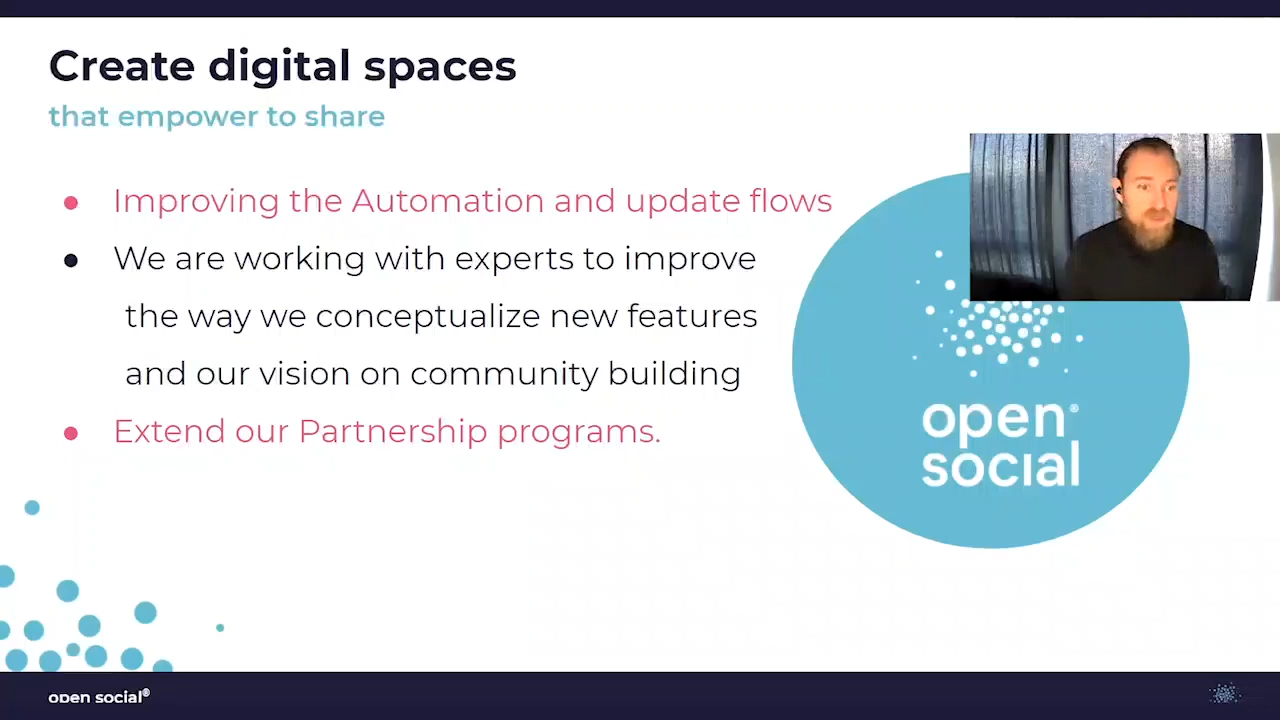 Create digital spaces
that empower to share
● Improving the Automation and update flows
● We are working with experts to improve
the way we conceptualize new features
and our vision on community building
● Extend our Partnership programs.
open®
social
open social®